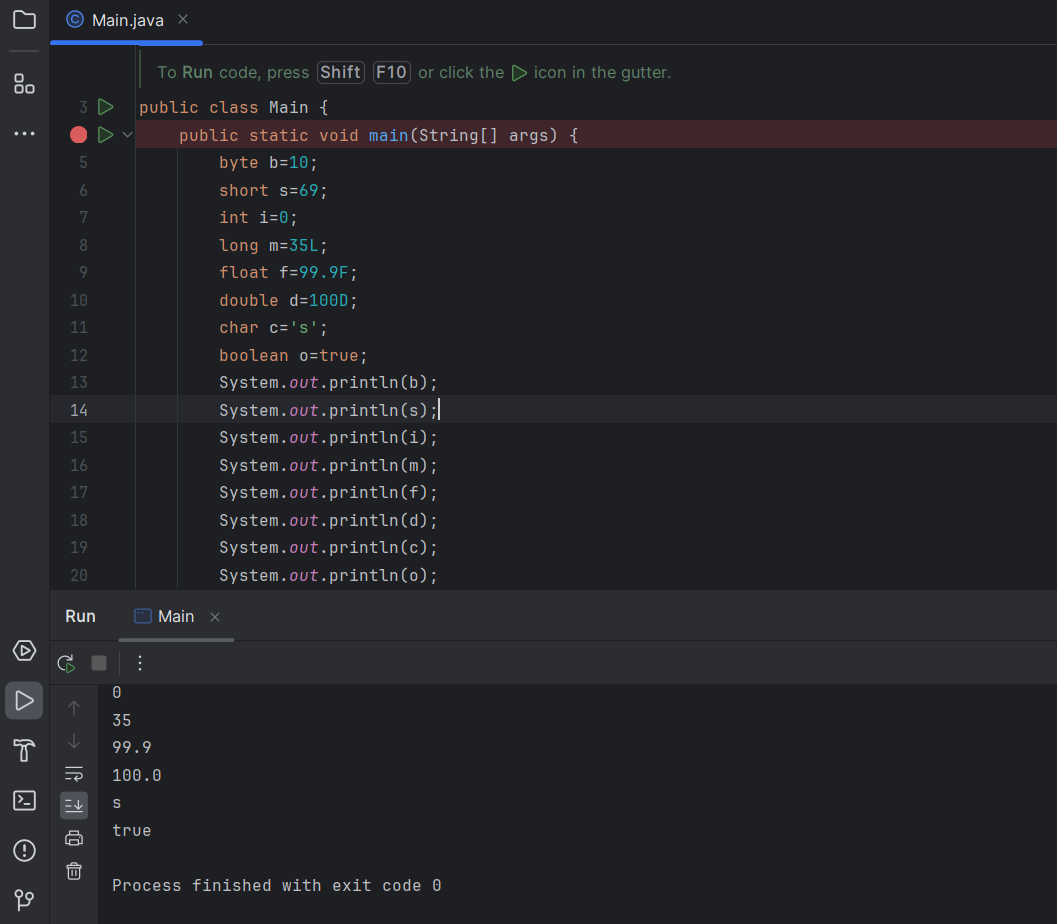 Main.java
To Run code, press Shift F10 or click the icon in the gutter.
3 public class Main {
public static void main(String[] args) {
5 byte b=10;
6 short s=69;
7 int i=0;
8 long m=35L;
9 float f=99.9F;
10 double d=100D;
11 char c='s';
12 boolean o=true;
13 System.out.println(b);
14 System.out.println(s);
15 System.out.println(i);
16 System.out.println(m);
17 System.out.println(f);
18 System.out.println(d);
19 System.out.println(c);
20 System.out.println(o);
Run Main
0
35
99.9
100.0
s
true
Process finished with exit code 0